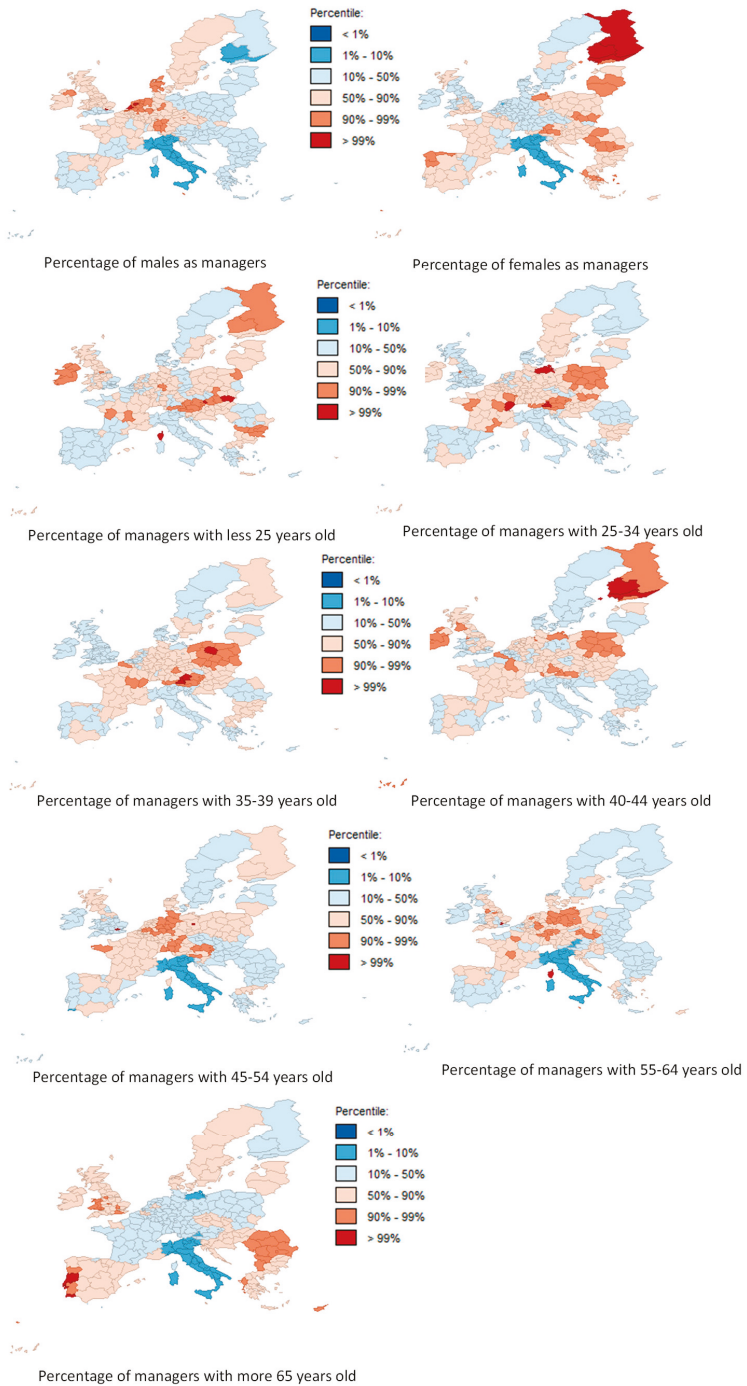 Percentile:
< 1%
1% - 10%
10% - 50%
50% - 90%
90% - 99%
> 99%
Percentage of males as managers
Percentage of females as managers
Percentile:
< 1%
1% - 10%
10% - 50%
50% - 90%
90% - 99%
> 99%
Percentage of managers with less 25 years old
Percentage of managers with 25-34 years old
Percentile:
< 1%
1% - 10%
10% - 50%
50% - 90%
90% - 99%
> 99%
Percentage of managers with 35-39 years old
Percentage of managers with 40-44 years old
Percentile:
< 1%
1% - 10%
10% - 50%
50% - 90%
90% - 99%
> 99%
Percentage of managers with 45-54 years old
Percentage of managers with 55-64 years old
Percentile:
< 1%
1% - 10%
10% - 50%
50% - 90%
90% - 99%
> 99%
Percentage of managers with more 65 years old